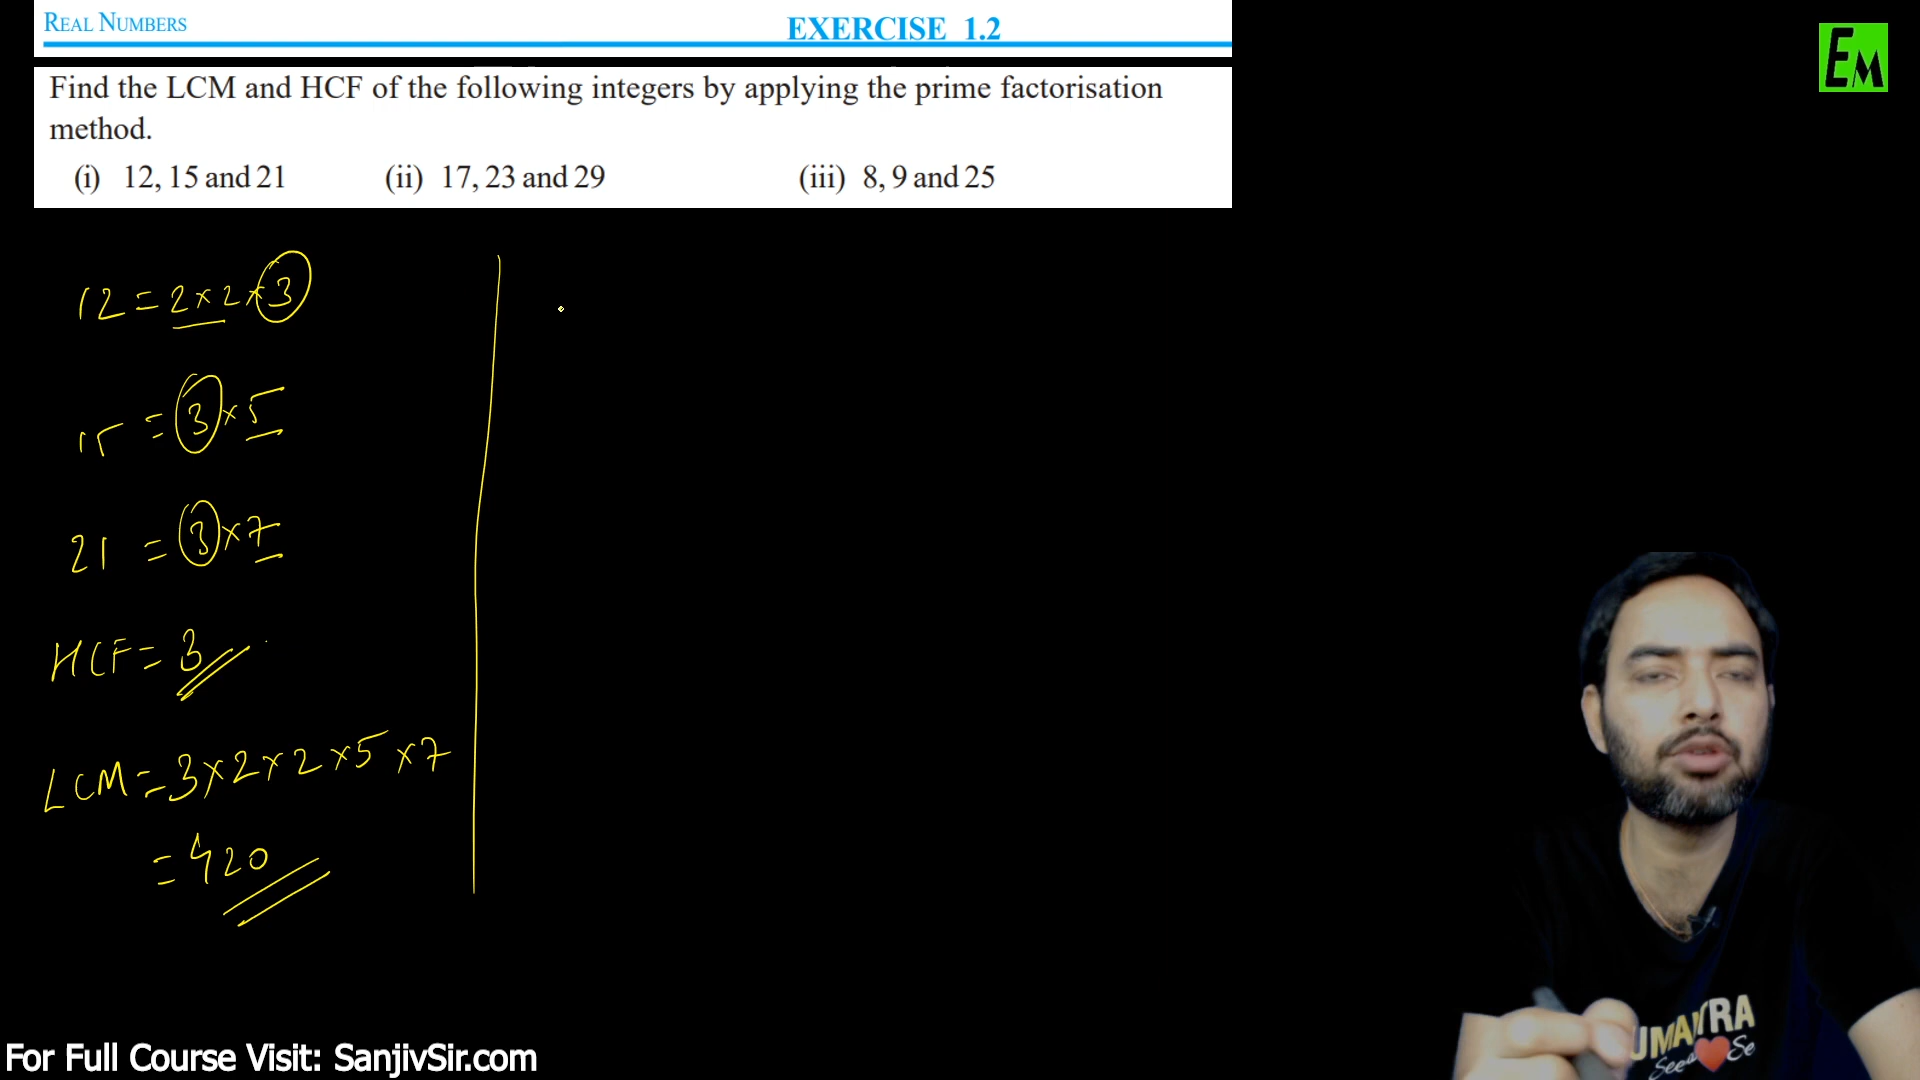 REAL NUMBERS
EXERCISE 1.2
EM
Find the LCM and HCF of the following integers by applying the prime factorisation
method.
(i) 12, 15 and 21 (ii) 17, 23 and 29 (iii) 8, 9 and 25
12 = 2 × 2 × 3
15 = 3 × 5
21 = 3 × 7
HCF = 3
LCM = 3 × 2 × 2 × 5 × 7
= 420
UMANTRA
See
Se
For Full Course Visit: SanjivSir.com